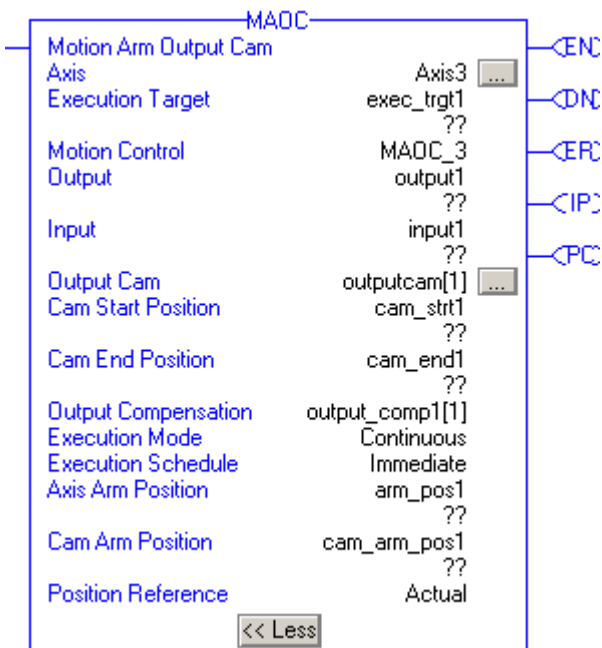 MAOC
Motion Arm Output Cam
EN
Axis Axis3 ...
Execution Target exec_trgt1
DN
??
Motion Control MAOC_3
ER
Output output1
??
IP
Input input1
??
PC
Output Cam outputcam[1] ...
Cam Start Position cam_strt1
??
Cam End Position cam_end1
??
Output Compensation output_comp1[1]
Execution Mode Continuous
Execution Schedule Immediate
Axis Arm Position arm_pos1
??
Cam Arm Position cam_arm_pos1
??
Position Reference Actual
<< Less